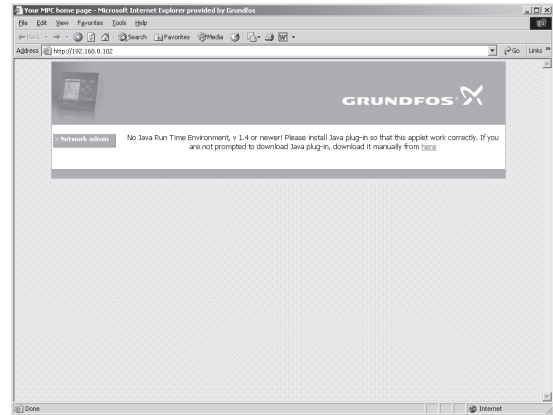 Your MPC home page - Microsoft Internet Explorer provided by Grundfos
File Edit View Favorites Tools Help
Back Search Favorites Media
Address http://192.168.0.102 Go Links »
GRUNDFOS
> Network admin
No Java Run Time Environment, v 1.4 or newer! Please install Java plug-in so that this applet work correctly. If you
are not prompted to download Java plug-in, download it manually from here
Done Internet